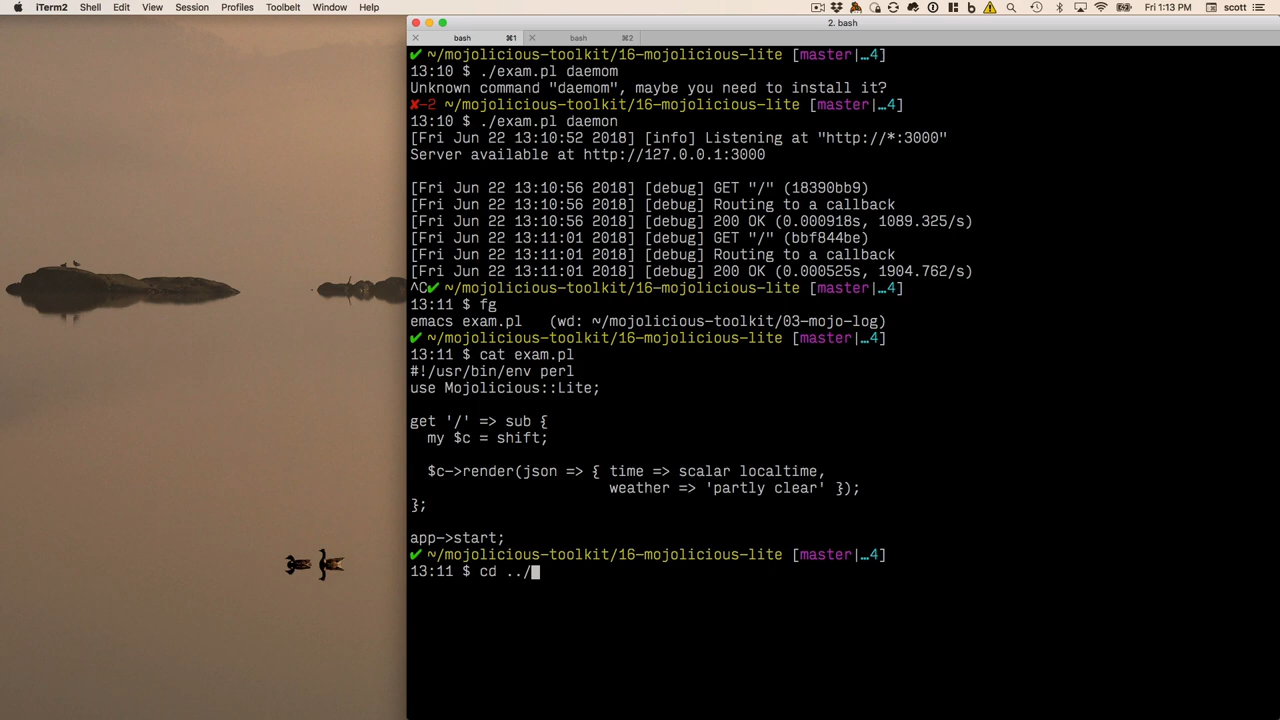 iTerm2 Shell Edit View Session Profiles Toolbelt Window Help Fri 1:13 PM scott
2. bash
bash ⌘1 bash ⌘2
✔ ~/mojolicious-toolkit/16-mojolicious-lite [master|…4]
13:10 $ ./exam.pl daemom
Unknown command "daemom", maybe you need to install it?
✘-2 ~/mojolicious-toolkit/16-mojolicious-lite [master|…4]
13:10 $ ./exam.pl daemon
[Fri Jun 22 13:10:52 2018] [info] Listening at "http://*:3000"
Server available at http://127.0.0.1:3000
[Fri Jun 22 13:10:56 2018] [debug] GET "/" (18390bb9)
[Fri Jun 22 13:10:56 2018] [debug] Routing to a callback
[Fri Jun 22 13:10:56 2018] [debug] 200 OK (0.000918s, 1089.325/s)
[Fri Jun 22 13:11:01 2018] [debug] GET "/" (bbf844be)
[Fri Jun 22 13:11:01 2018] [debug] Routing to a callback
[Fri Jun 22 13:11:01 2018] [debug] 200 OK (0.000525s, 1904.762/s)
^C✔ ~/mojolicious-toolkit/16-mojolicious-lite [master|…4]
13:11 $ fg
emacs exam.pl   (wd: ~/mojolicious-toolkit/03-mojo-log)
✔ ~/mojolicious-toolkit/16-mojolicious-lite [master|…4]
13:11 $ cat exam.pl
#!/usr/bin/env perl
use Mojolicious::Lite;
get '/' => sub {
  my $c = shift;
  $c->render(json => { time => scalar localtime,
                       weather => 'partly clear' });
};
app->start;
✔ ~/mojolicious-toolkit/16-mojolicious-lite [master|…4]
13:11 $ cd ../